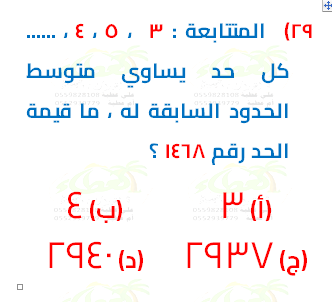 ٢٩) المتتابعة : ٣ ، ٥ ، ٤ ، ......
كل حد يساوي متوسط
الحدود السابقة له ، ما قيمة
الحد رقم ١٤٦٨ ؟
(أ) ٣ (ب) ٤
(ج) ٢٩٣٧ (د) ٢٩٤٠